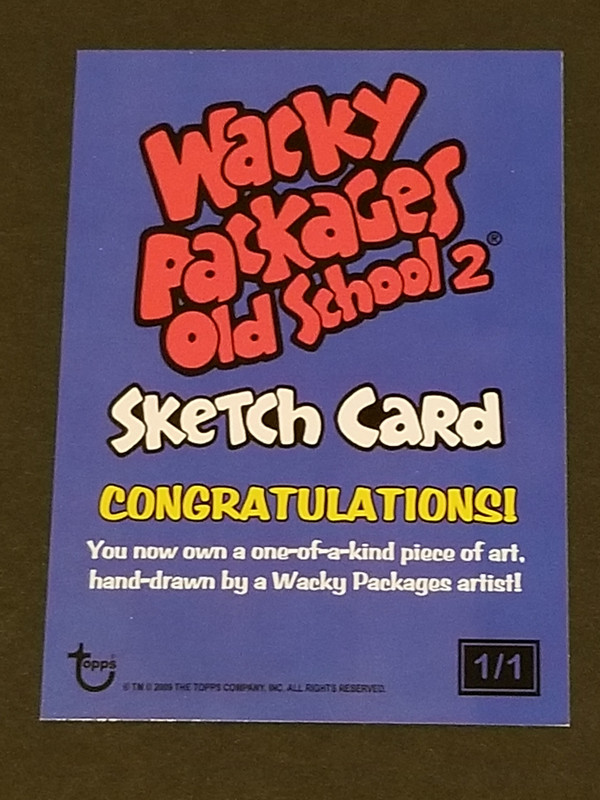 Wacky
Packages
Old School 2®
Sketch Card
CONGRATULATIONS!
You now own a one-of-a-kind piece of art,
hand-drawn by a Wacky Packages artist!
Topps
© TM © 2009 THE TOPPS COMPANY, INC. ALL RIGHTS RESERVED.
1/1